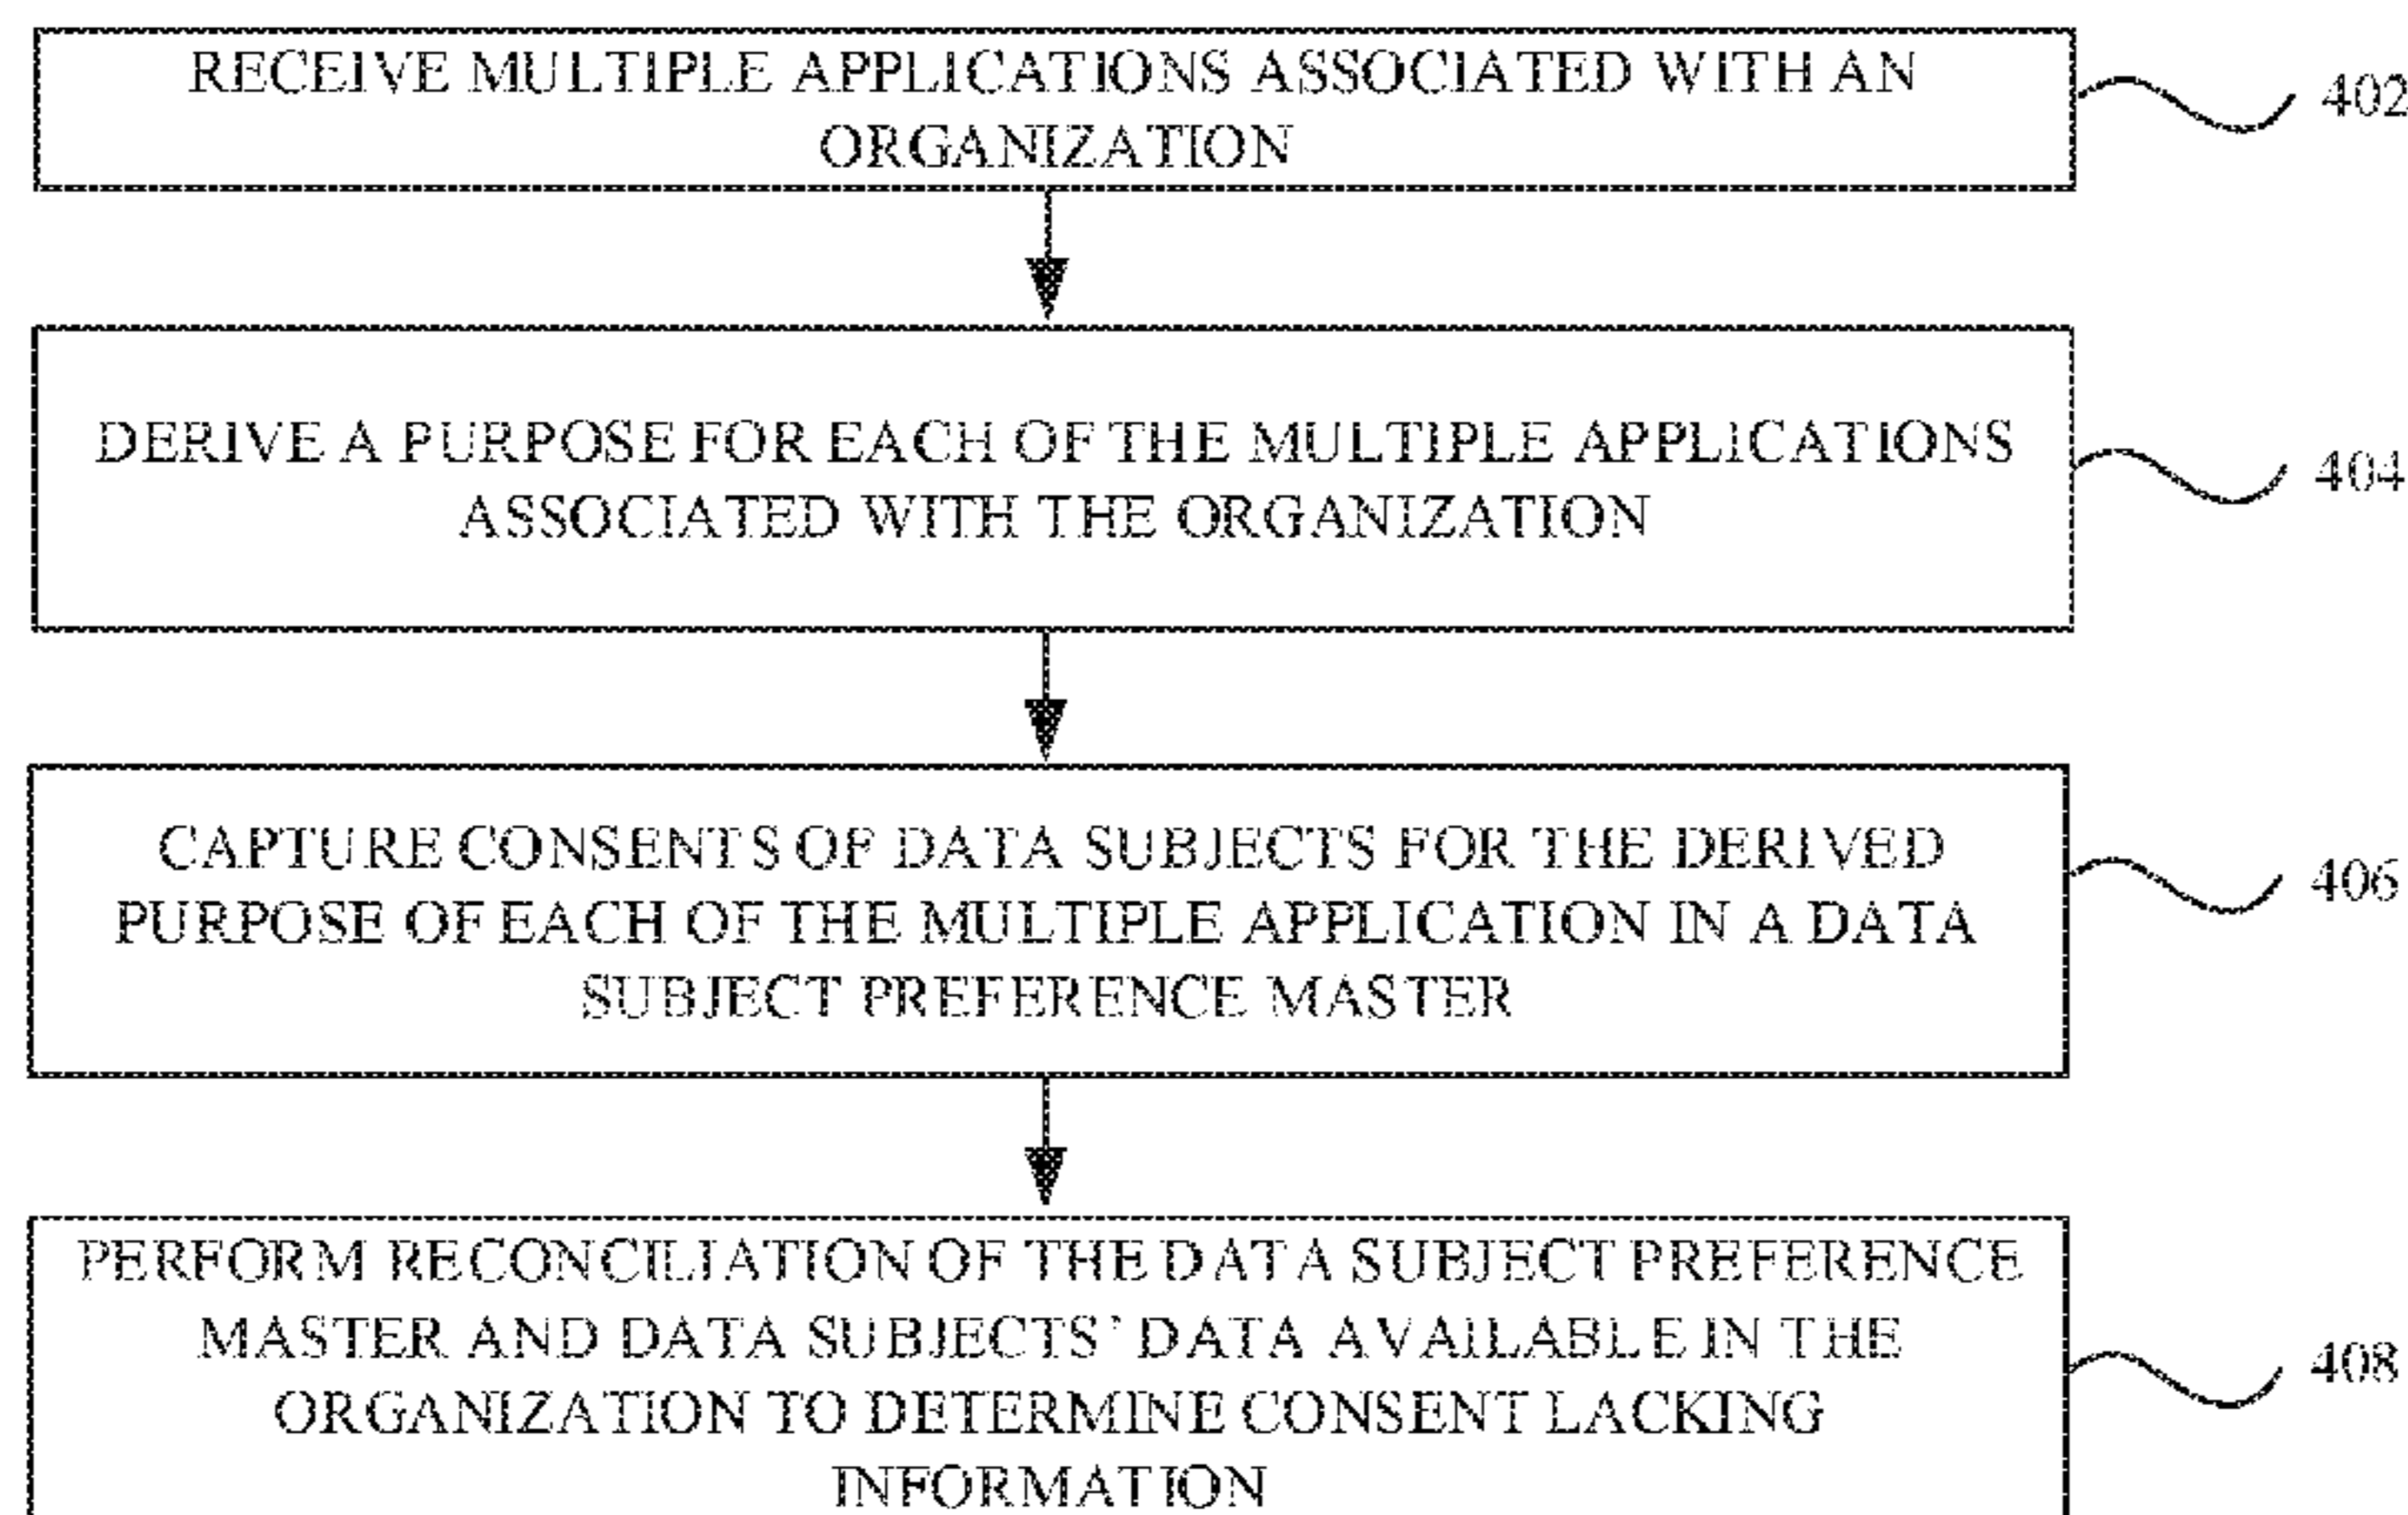 RECEIVE MULTIPLE APPLICATIONS ASSOCIATED WITH AN
ORGANIZATION
402
DERIVE A PURPOSE FOR EACH OF THE MULTIPLE APPLICATIONS
ASSOCIATED WITH THE ORGANIZATION
404
CAPTURE CONSENTS OF DATA SUBJECTS FOR THE DERIVED
PURPOSE OF EACH OF THE MULTIPLE APPLICATION IN A DATA
SUBJECT PREFERENCE MASTER
406
PERFORM RECONCILIATION OF THE DATA SUBJECT PREFERENCE
MASTER AND DATA SUBJECTS' DATA AVAILABLE IN THE
ORGANIZATION TO DETERMINE CONSENT LACKING
INFORMATION
408